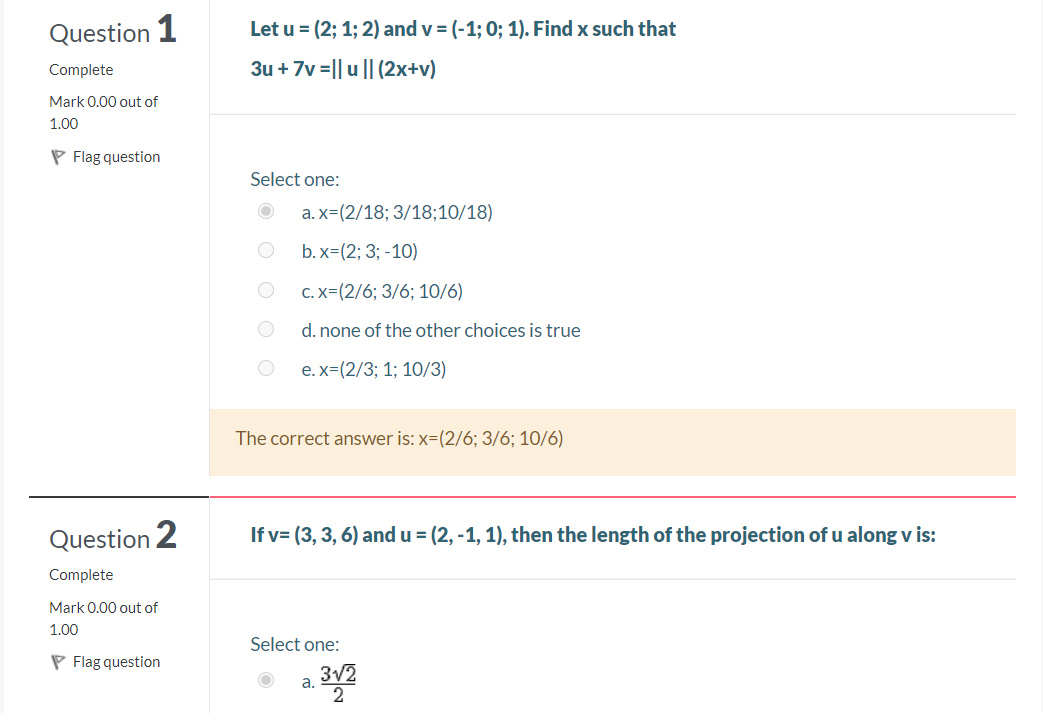 Question 1
Complete
Mark 0.00 out of
1.00
Flag question
Let u = (2; 1; 2) and v = (-1; 0; 1). Find x such that
3u + 7v =|| u || (2x+v)
Select one:
a. x=(2/18; 3/18;10/18)
b. x=(2; 3; -10)
c. x=(2/6; 3/6; 10/6)
d. none of the other choices is true
e. x=(2/3; 1; 10/3)
The correct answer is: x=(2/6; 3/6; 10/6)
Question 2
Complete
Mark 0.00 out of
1.00
Flag question
If v= (3, 3, 6) and u = (2, -1, 1), then the length of the projection of u along v is:
Select one:
a. 3√2/2